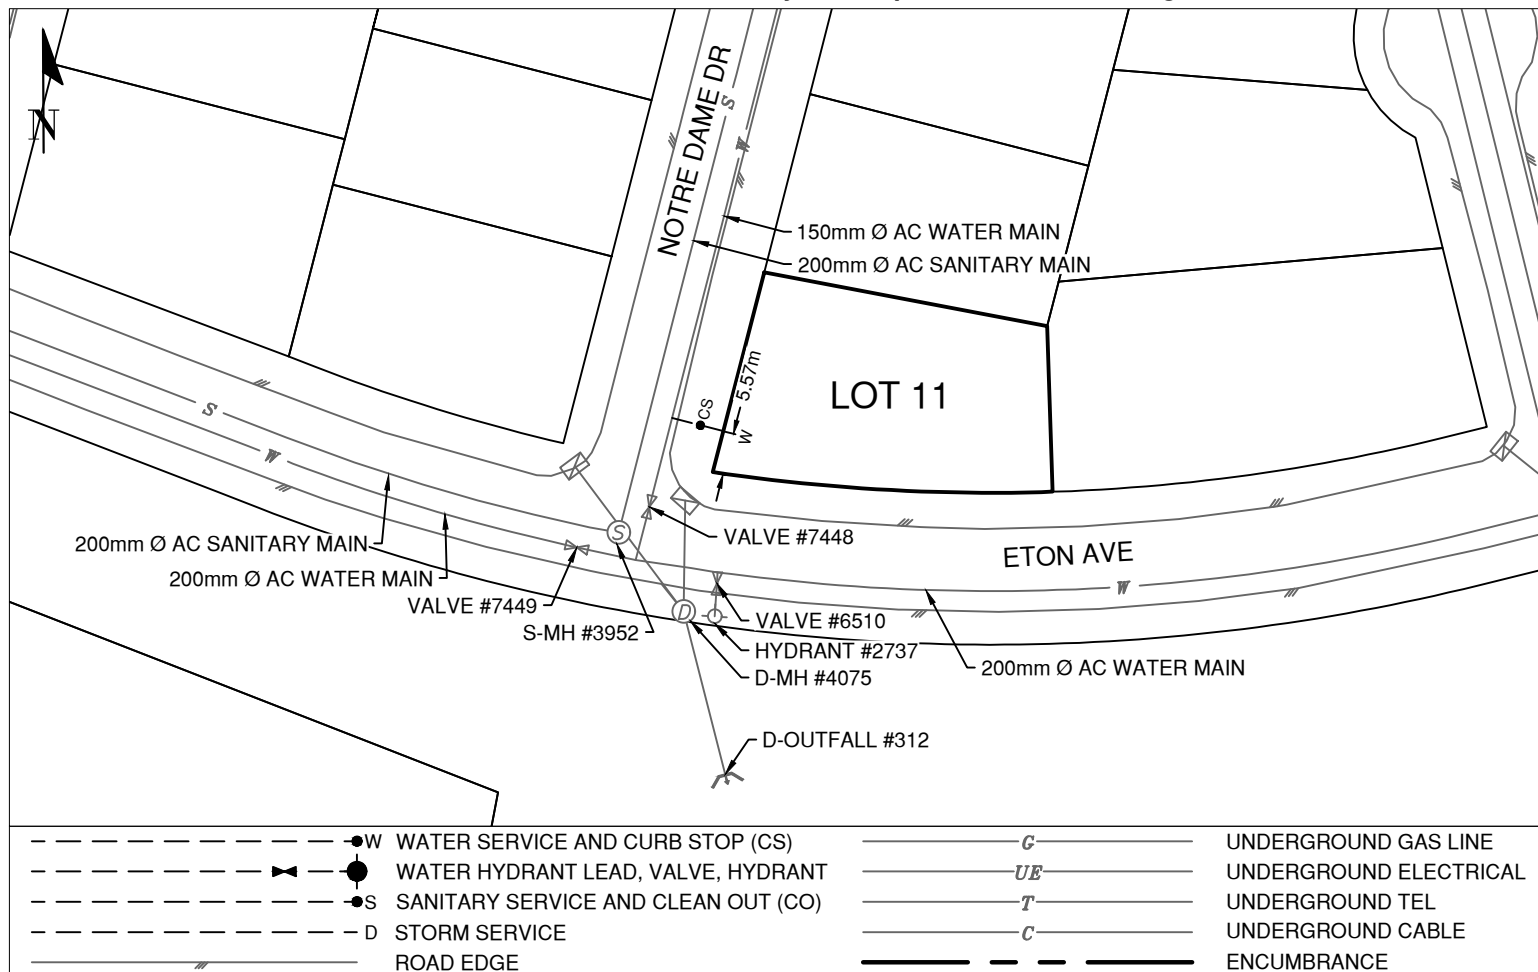 N
NOTRE DAME DR
S
W
150mm Ø AC WATER MAIN
200mm Ø AC SANITARY MAIN
5.57m
CS
W
LOT 11
S
W
S
VALVE #7448
ETON AVE
200mm Ø AC SANITARY MAIN
200mm Ø AC WATER MAIN
W
VALVE #7449
D
VALVE #6510
S-MH #3952
HYDRANT #2737
200mm Ø AC WATER MAIN
D-MH #4075
D-OUTFALL #312
W WATER SERVICE AND CURB STOP (CS)
WATER HYDRANT LEAD, VALVE, HYDRANT
S SANITARY SERVICE AND CLEAN OUT (CO)
D STORM SERVICE
ROAD EDGE
G UNDERGROUND GAS LINE
UE UNDERGROUND ELECTRICAL
T UNDERGROUND TEL
C UNDERGROUND CABLE
ENCUMBRANCE